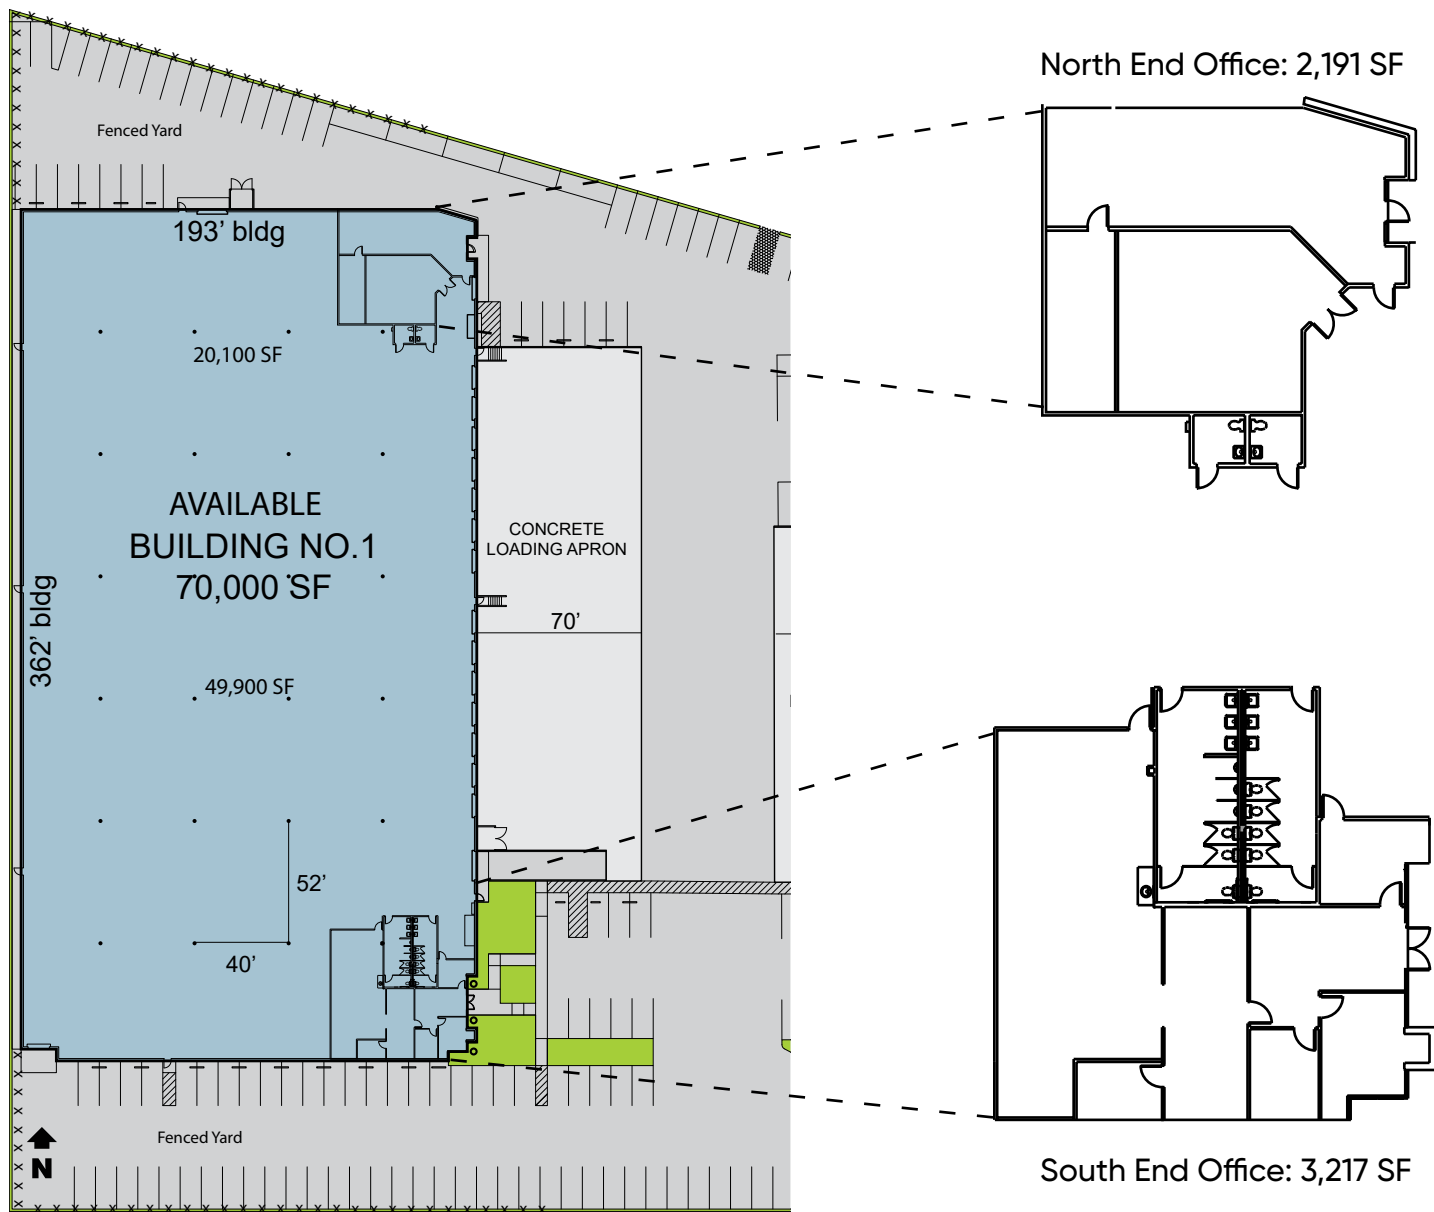 North End Office: 2,191 SF
Fenced Yard
193’ bldg
20,100 SF
AVAILABLE
BUILDING NO.1
70,000 SF
CONCRETE
LOADING APRON
362’ bldg
70’
49,900 SF
52’
40’
Fenced Yard
N
South End Office: 3,217 SF